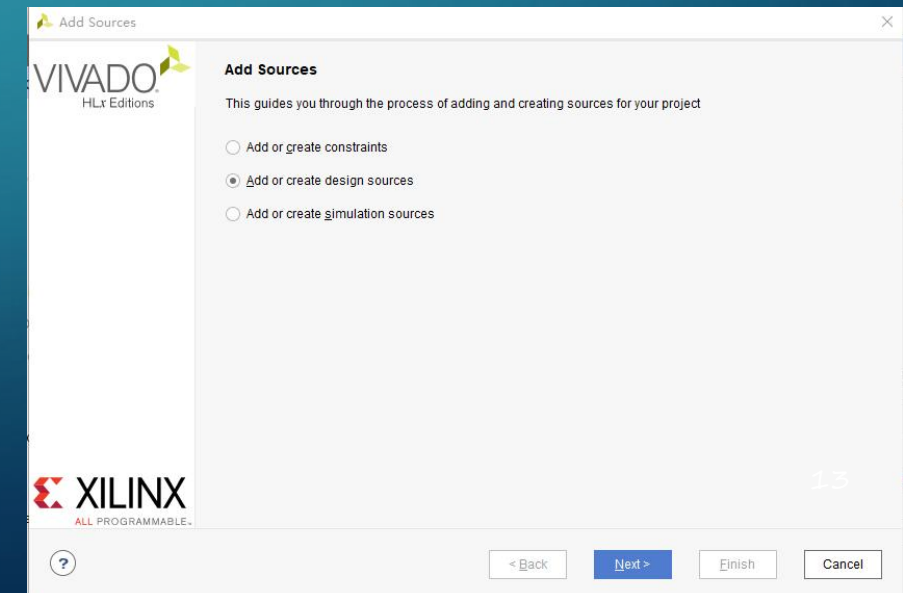 Add Sources
VIVADO.
HLx Editions
Add Sources
This guides you through the process of adding and creating sources for your project
Add or create constraints
Add or create design sources
Add or create simulation sources
13
XILINX
ALL PROGRAMMABLE™
?
< Back
Next >
Finish
Cancel